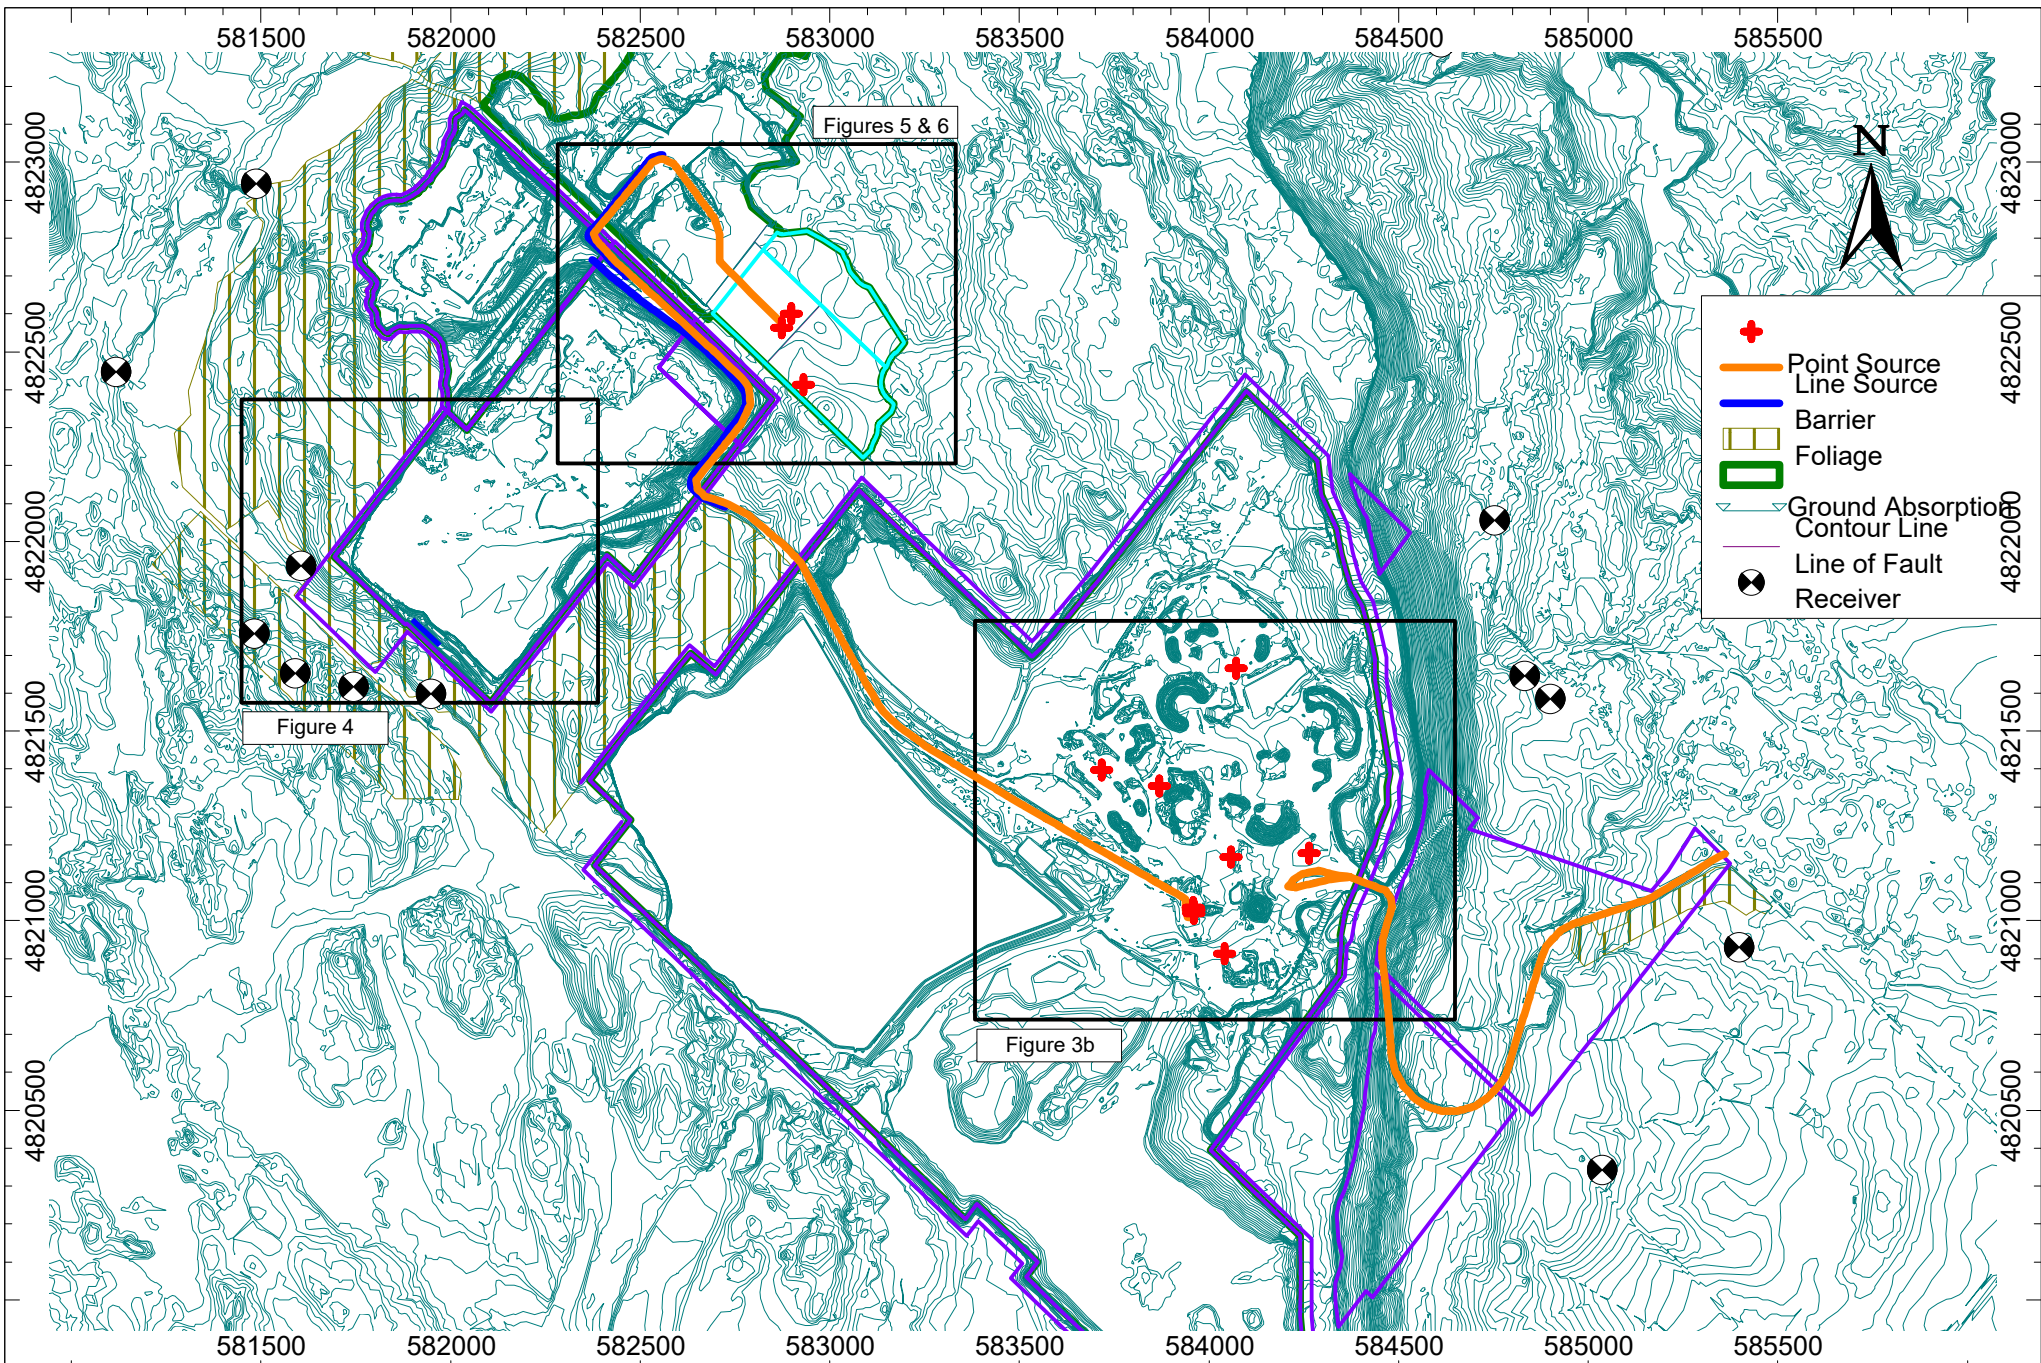 581500 582000 582500 583000 583500 584000 584500 585000 585500
4823000
4822500
4822000
4821500
4821000
4820500
Figures 5 & 6
N
4823000
4822500
4822000
4821500
4821000
4820500
Point Source
Line Source
Barrier
Foliage
Ground Absorption
Contour Line
Line of Fault
Receiver
Figure 4
Figure 3b
581500 582000 582500 583000 583500 584000 584500 585000 585500